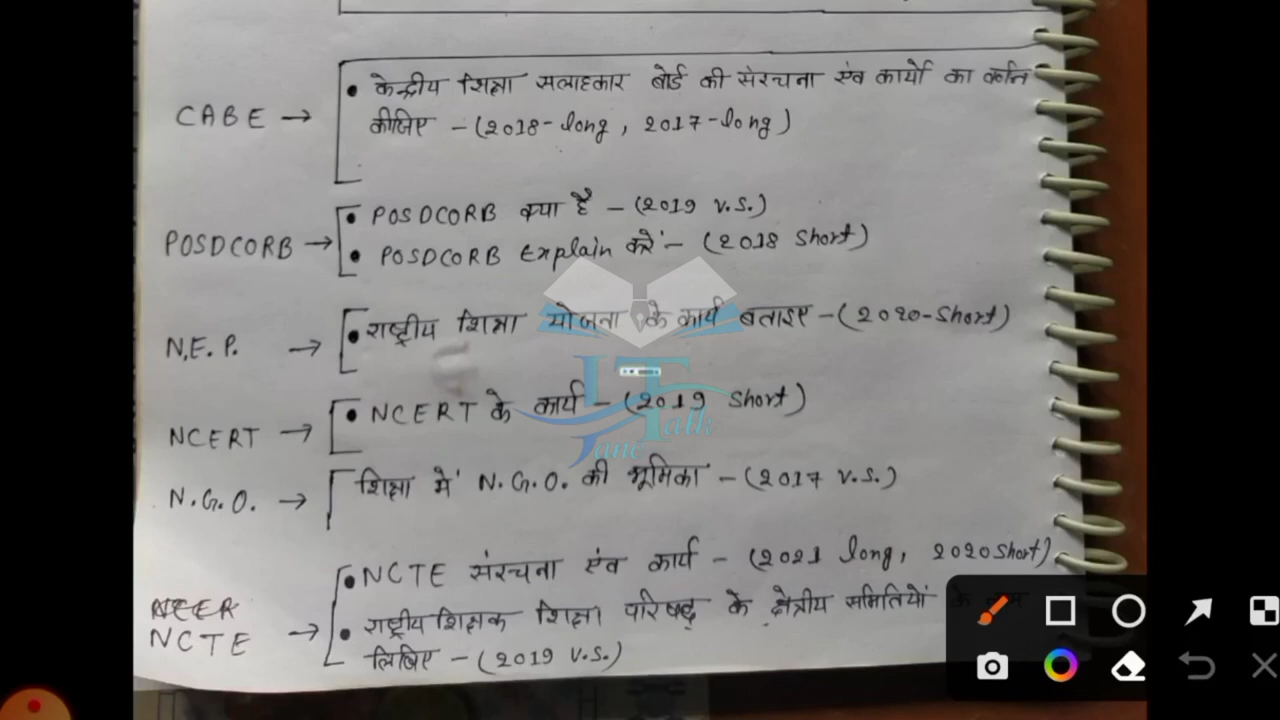 CABE → • केन्द्रीय शिक्षा सलाहकार बोर्ड की संरचना एंव कार्यो का वर्णन
कीजिए - (2018- long, 2017-long)
POSDCORB → • POSDCORB क्या है - (2019 V.S.)
• POSDCORB Explain करें - (2018 Short)
N.E.P. → • राष्ट्रीय शिक्षा योजना के कार्य बताइए - (2020-Short)
NCERT → • NCERT के कार्य - (2019 Short)
N.G.O. → शिक्षा में N.G.O. की भूमिका - (2017 V.S.)
• NCTE संरचना एंव कार्य - (2021 long, 2020 Short)
NCTE → • राष्ट्रीय शिक्षक शिक्षा परिषद् के क्षेत्रीय समितियों के नाम
लिखिए - (2019 V.S.)
Talk